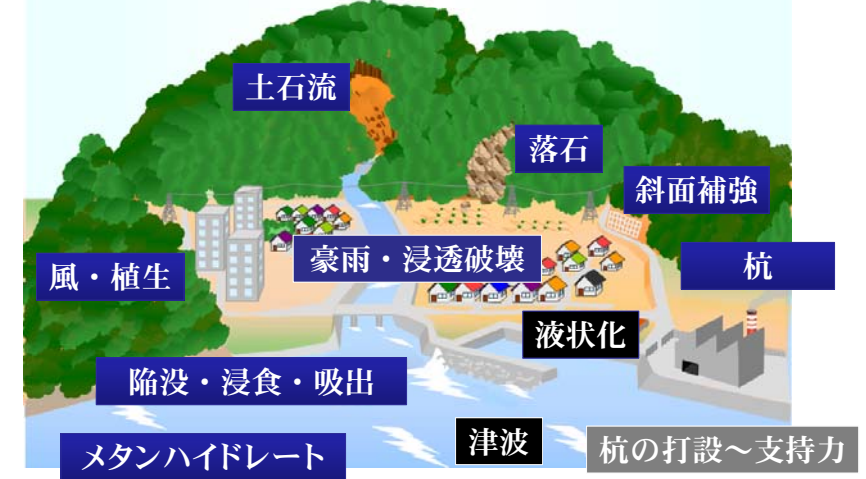 土石流
落石
斜面補強
豪雨・浸透破壊
風・植生
杭
液状化
陥没・浸食・吸出
津波
杭の打設～支持力
メタンハイドレート